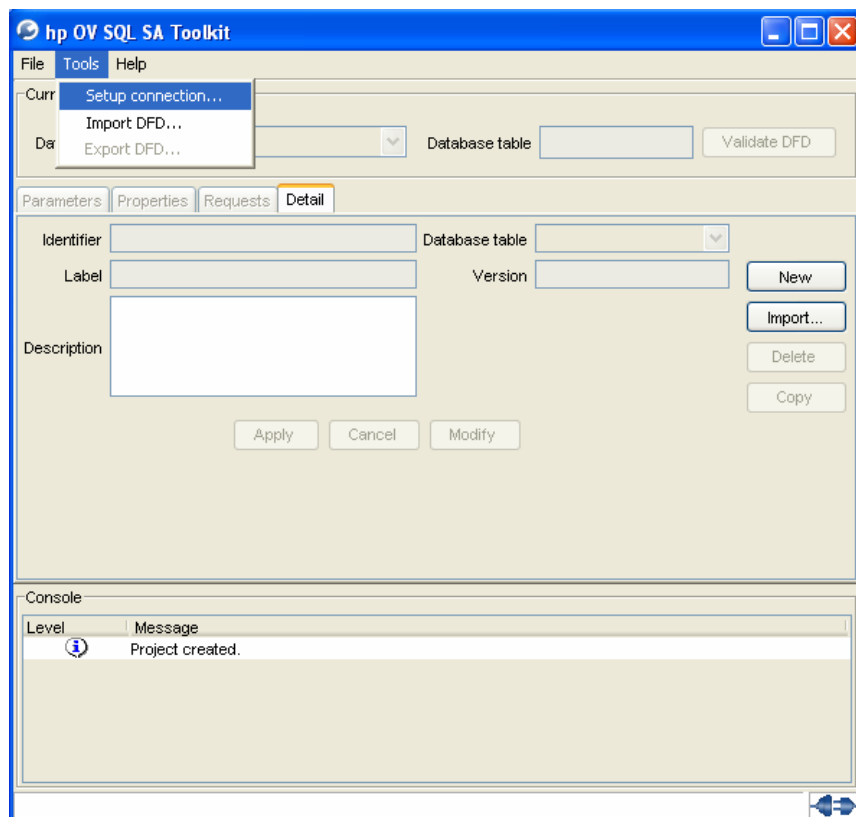 hp OV SQL SA Toolkit
File Tools Help
Setup connection...
Import DFD...
Export DFD...
Curr
Da
Database table
Validate DFD
Parameters Properties Requests Detail
Identifier Database table
Label Version New
Import...
Description Delete
Copy
Apply Cancel Modify
Console
Level Message
Project created.